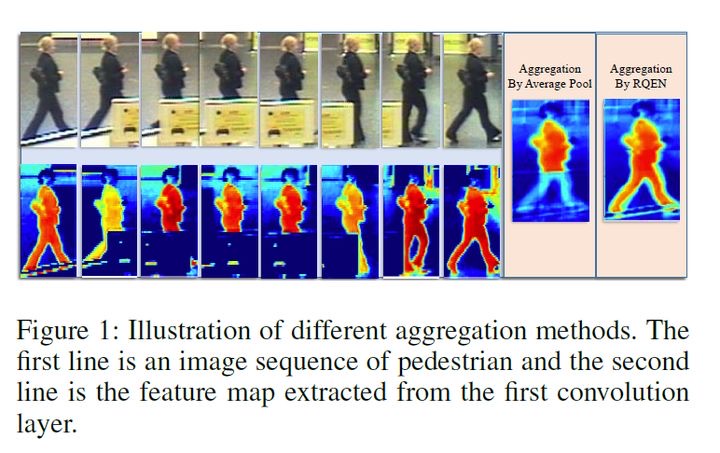 Aggregation
By Average Pool
Aggregation
By RQEN
Figure 1: Illustration of different aggregation methods. The
first line is an image sequence of pedestrian and the second
line is the feature map extracted from the first convolution
layer.